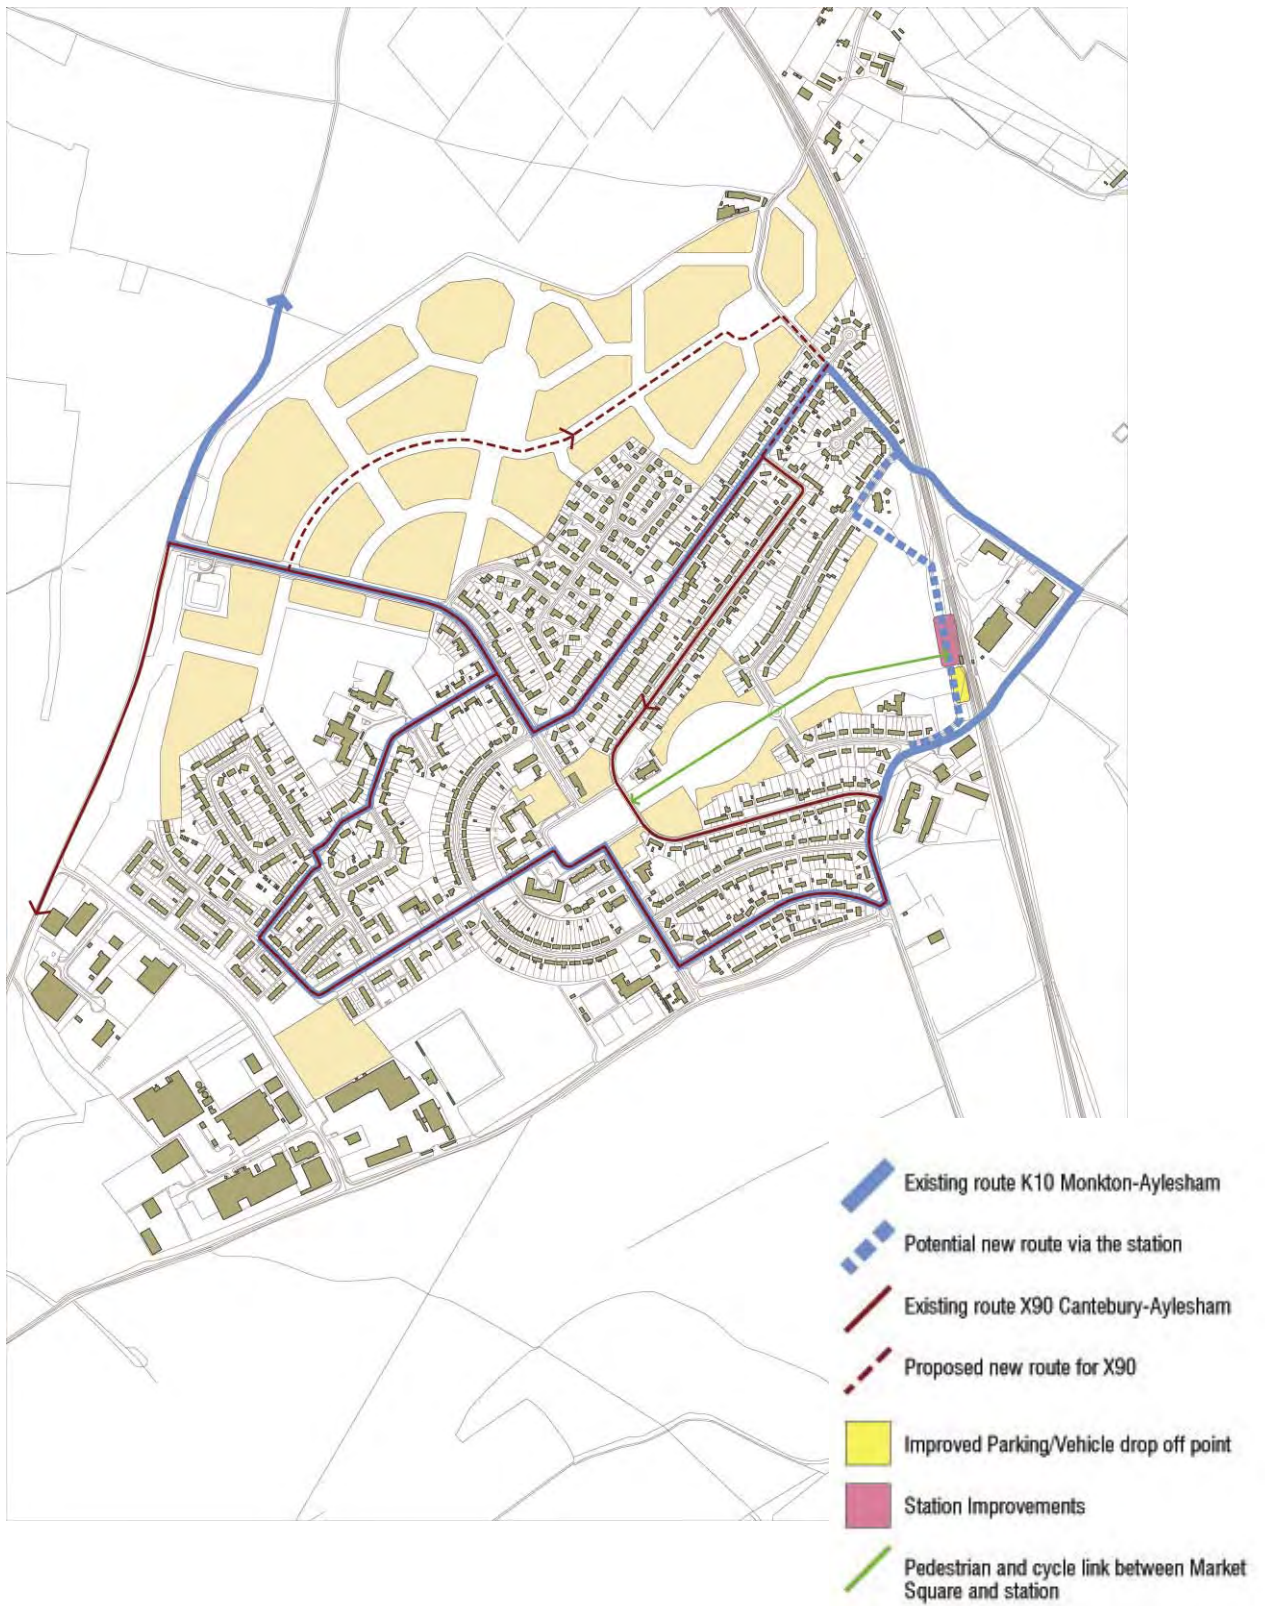 Existing route K10 Monkton-Aylesham
Potential new route via the station
Existing route X90 Cantebury-Aylesham
Proposed new route for X90
Improved Parking/Vehicle drop off point
Station Improvements
Pedestrian and cycle link between Market
Square and station